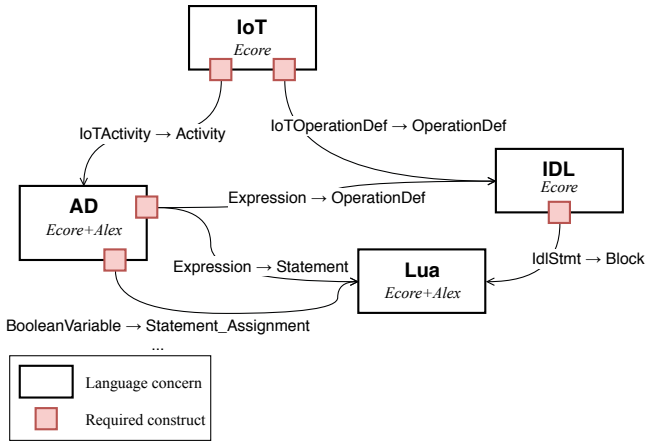 IoT
Ecore
IoTActivity → Activity
IoTOperationDef → OperationDef
IDL
Ecore
AD
Ecore+Alex
Expression → OperationDef
Expression → Statement
Lua
Ecore+Alex
IdlStmt → Block
BooleanVariable → Statement_Assignment
...
Language concern
Required construct